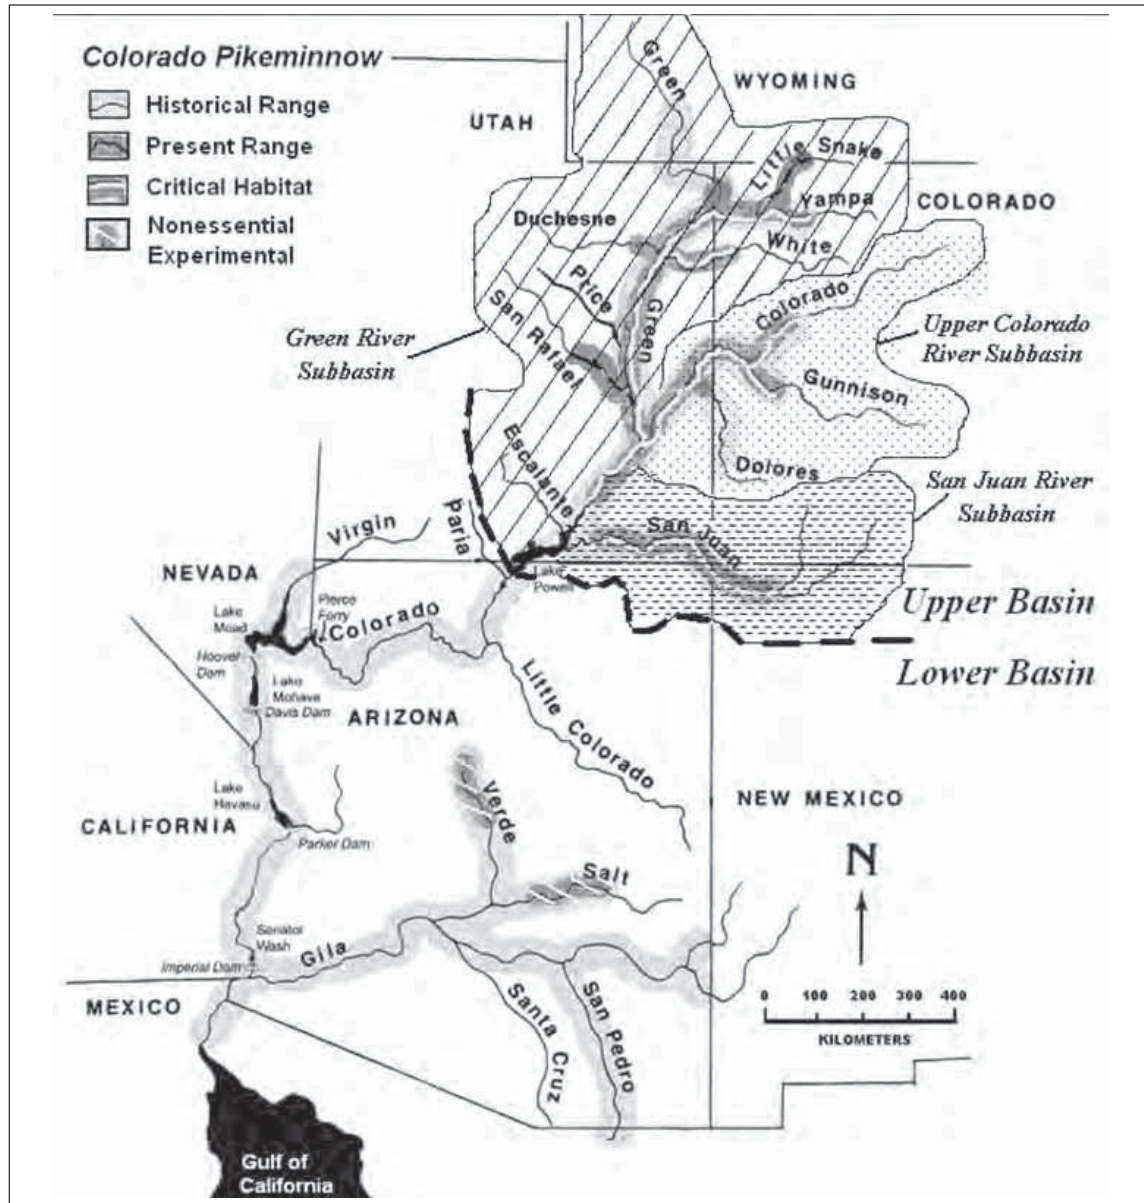 Colorado Pikeminnow
Historical Range
Present Range
Critical Habitat
Nonessential
Experimental
Green
WYOMING
UTAH
Little Snake
Yampa
COLORADO
Duchesne
White
Price
San Rafael
Green
Colorado
Green River
Subbasin
Upper Colorado
River Subbasin
Gunnison
Escalante
Dolores
San Juan River
Subbasin
Paria
San Juan
Virgin
NEVADA
Lake
Powell
Upper Basin
Lower Basin
Lake
Mead
Pierce
Ferry
Colorado
Hoover
Dam
Lake
Mohave
Davis Dam
ARIZONA
Little Colorado
Verde
Lake
Havasu
NEW MEXICO
CALIFORNIA
Parker Dam
N
Salt
Senator
Wash
Gila
Imperial Dam
MEXICO
Santa Cruz
San Pedro
0 100 200 300 400
KILOMETERS
Gulf of
California